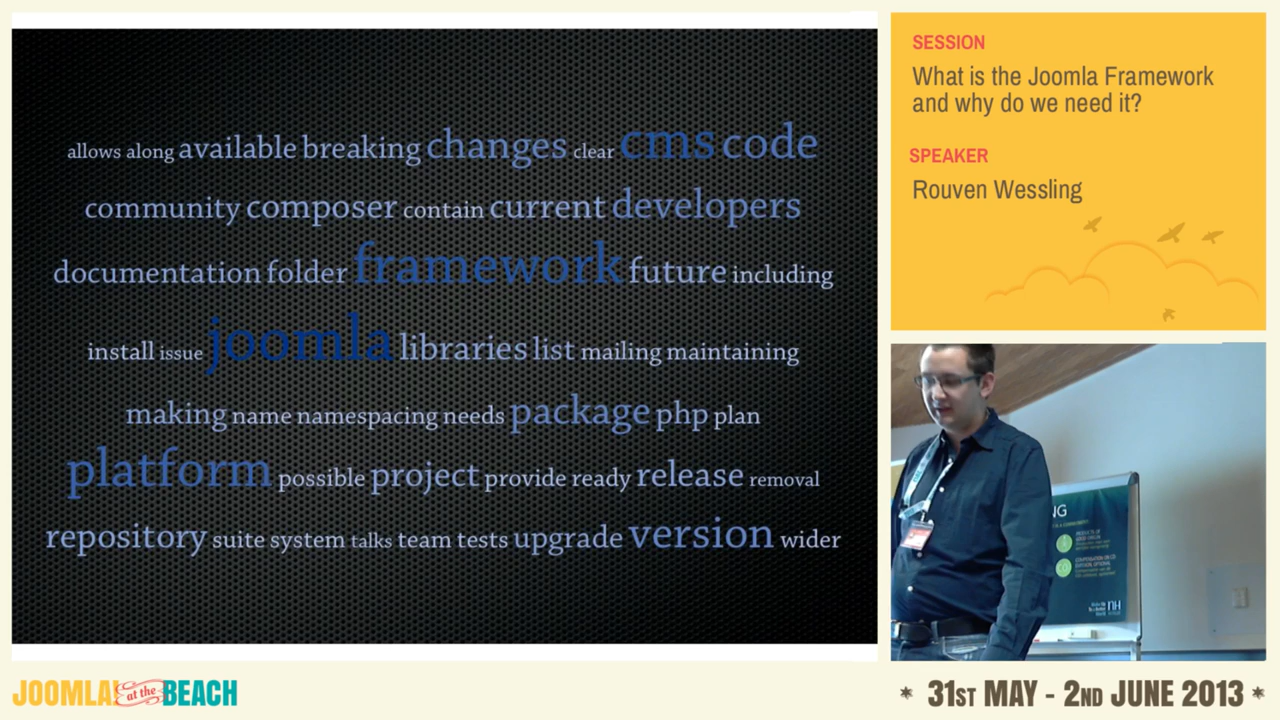 allows along available breaking changes clear cms code
community composer contain current developers
documentation folder framework future including
install issue joomla libraries list mailing maintaining
making name namespacing needs package php plan
platform possible project provide ready release removal
repository suite system talks team tests upgrade version wider
SESSION
What is the Joomla Framework
and why do we need it?
SPEAKER
Rouven Wessling
NG
nh
JOOMLA! at the BEACH
* 31ST MAY - 2ND JUNE 2013 *